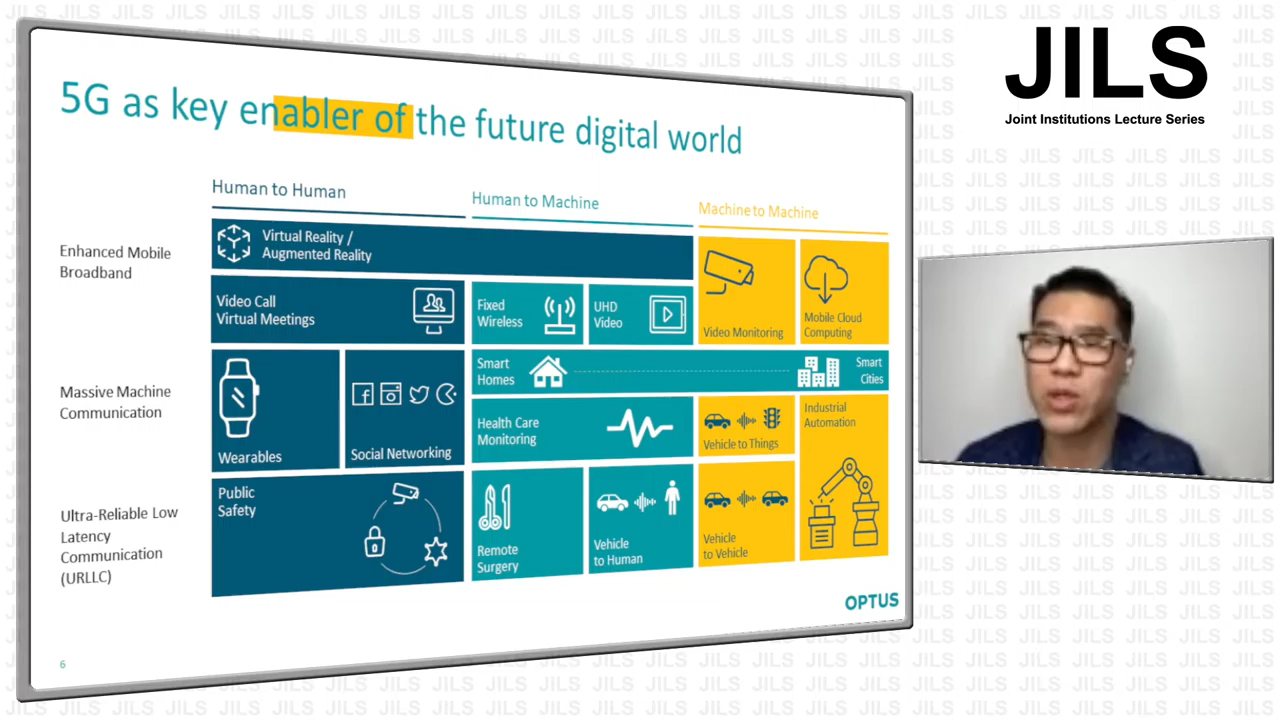 5G as key enabler of the future digital world
Human to Human
Human to Machine
Machine to Machine
Enhanced Mobile
Broadband
Virtual Reality /
Augmented Reality
Video Call
Virtual Meetings
Fixed
Wireless
UHD
Video
Video Monitoring
Mobile Cloud
Computing
Massive Machine
Communication
Wearables
Social Networking
Smart
Homes
Smart
Cities
Health Care
Monitoring
Vehicle to Things
Industrial
Automation
Ultra-Reliable Low
Latency
Communication
(URLLC)
Public
Safety
Remote
Surgery
Vehicle
to Human
Vehicle
to Vehicle
OPTUS
6
JILS
Joint Institutions Lecture Series